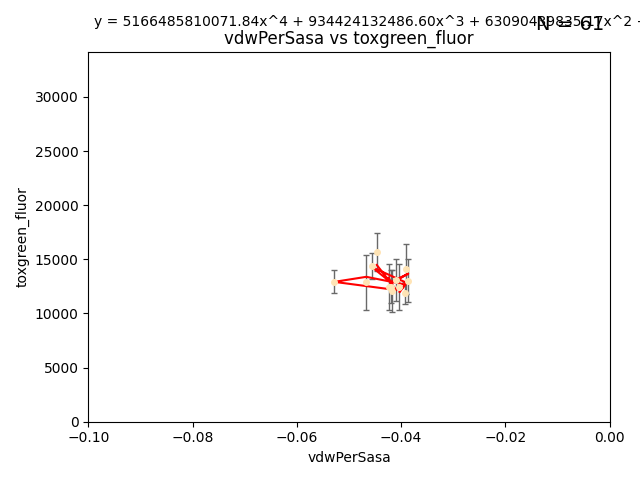 y = 5166485810071.84x^4 + 934424132486.60x^3 +
N = 61
vdwPerSasa vs toxgreen_fluor
30000
25000
20000
15000
10000
5000
0
toxgreen_fluor
−0.10 −0.08 −0.06 −0.04 −0.02 0.00
vdwPerSasa